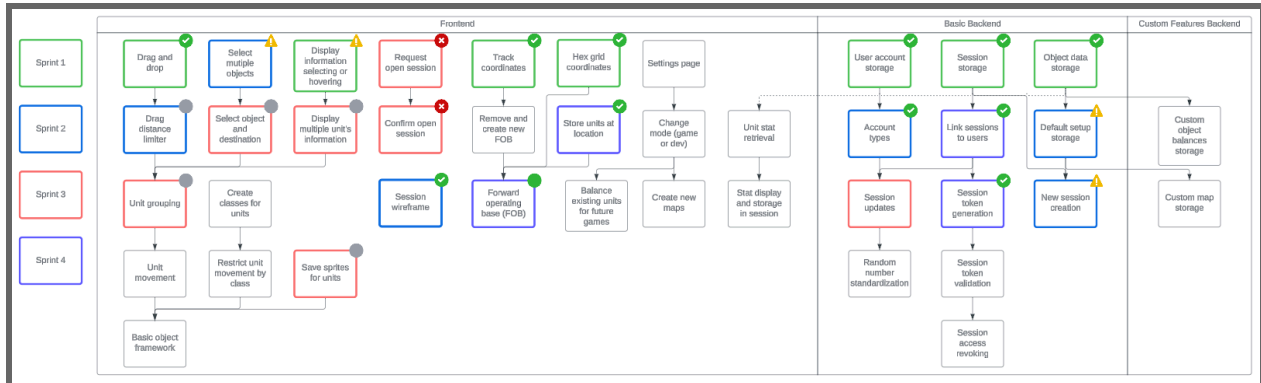 Frontend
Basic Backend
Custom Features Backend
Sprint 1
Drag and
drop
Select
mutiple
objects
Display
information
selecting or
hovering
Request
open session
Track
coordinates
Hex grid
coordinates
Settings page
User account
storage
Session
storage
Object data
storage
Sprint 2
Drag
distance
limiter
Select object
and
destination
Display
multiple unit's
information
Confirm open
session
Remove and
create new
FOB
Store units at
location
Change
mode (game
or dev)
Unit stat
retrieval
Account
types
Link sessions
to users
Default setup
storage
Custom
object
balances
storage
Sprint 3
Unit grouping
Create
classes for
units
Session
wireframe
Forward
operating
base (FOB)
Balance
existing units
for future
games
Create new
maps
Stat display
and storage
in session
Session
updates
Session
token
generation
New session
creation
Custom map
storage
Sprint 4
Unit
movement
Restrict unit
movement by
class
Save sprites
for units
Random
number
standardization
Session
token
validation
Basic object
framework
Session
access
revoking